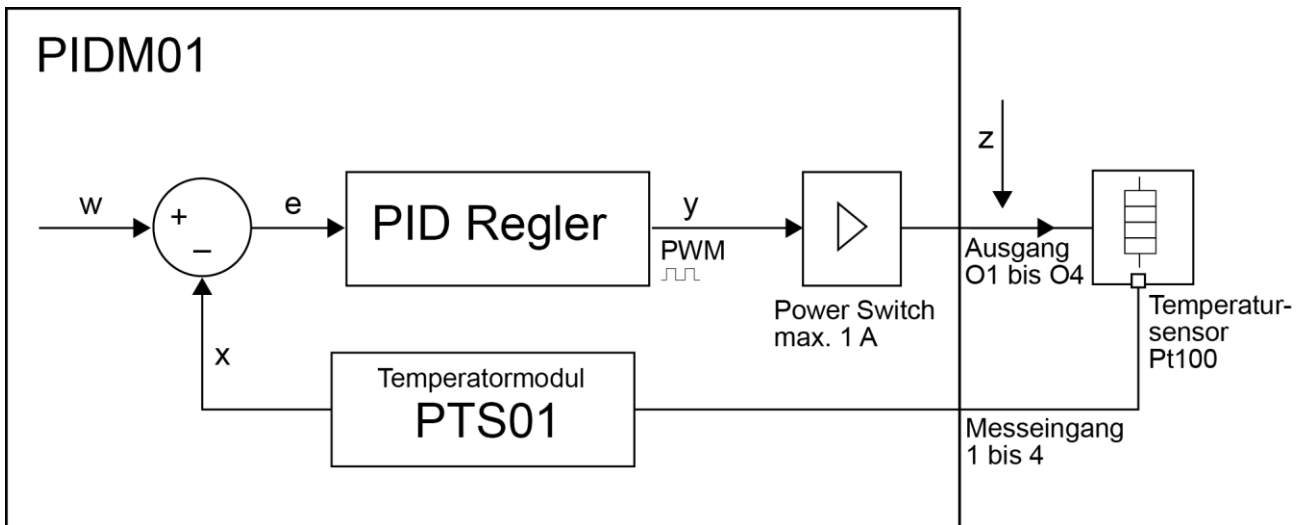 PIDM01
z
w
+
–
e
PID Regler
y
PWM
Ausgang
O1 bis O4
Power Switch
max. 1 A
Temperatur-
sensor
Pt100
x
Temperatormodul
PTS01
Messeingang
1 bis 4